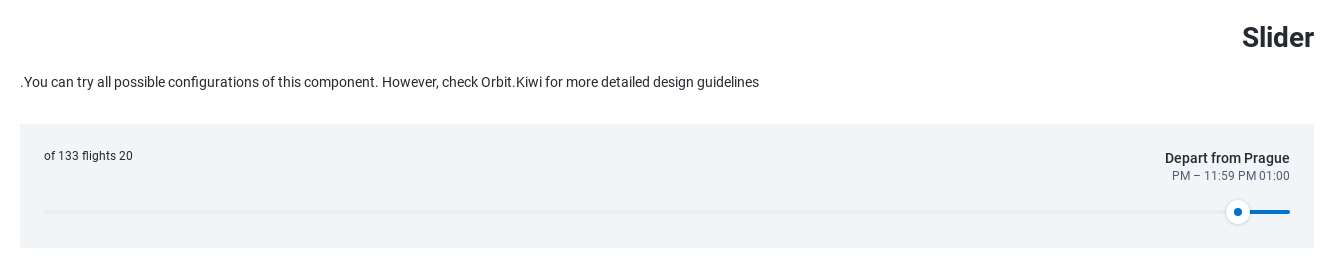 Slider
.You can try all possible configurations of this component. However, check Orbit.Kiwi for more detailed design guidelines
Depart from Prague
of 133 flights 20
PM – 11:59 PM 01:00